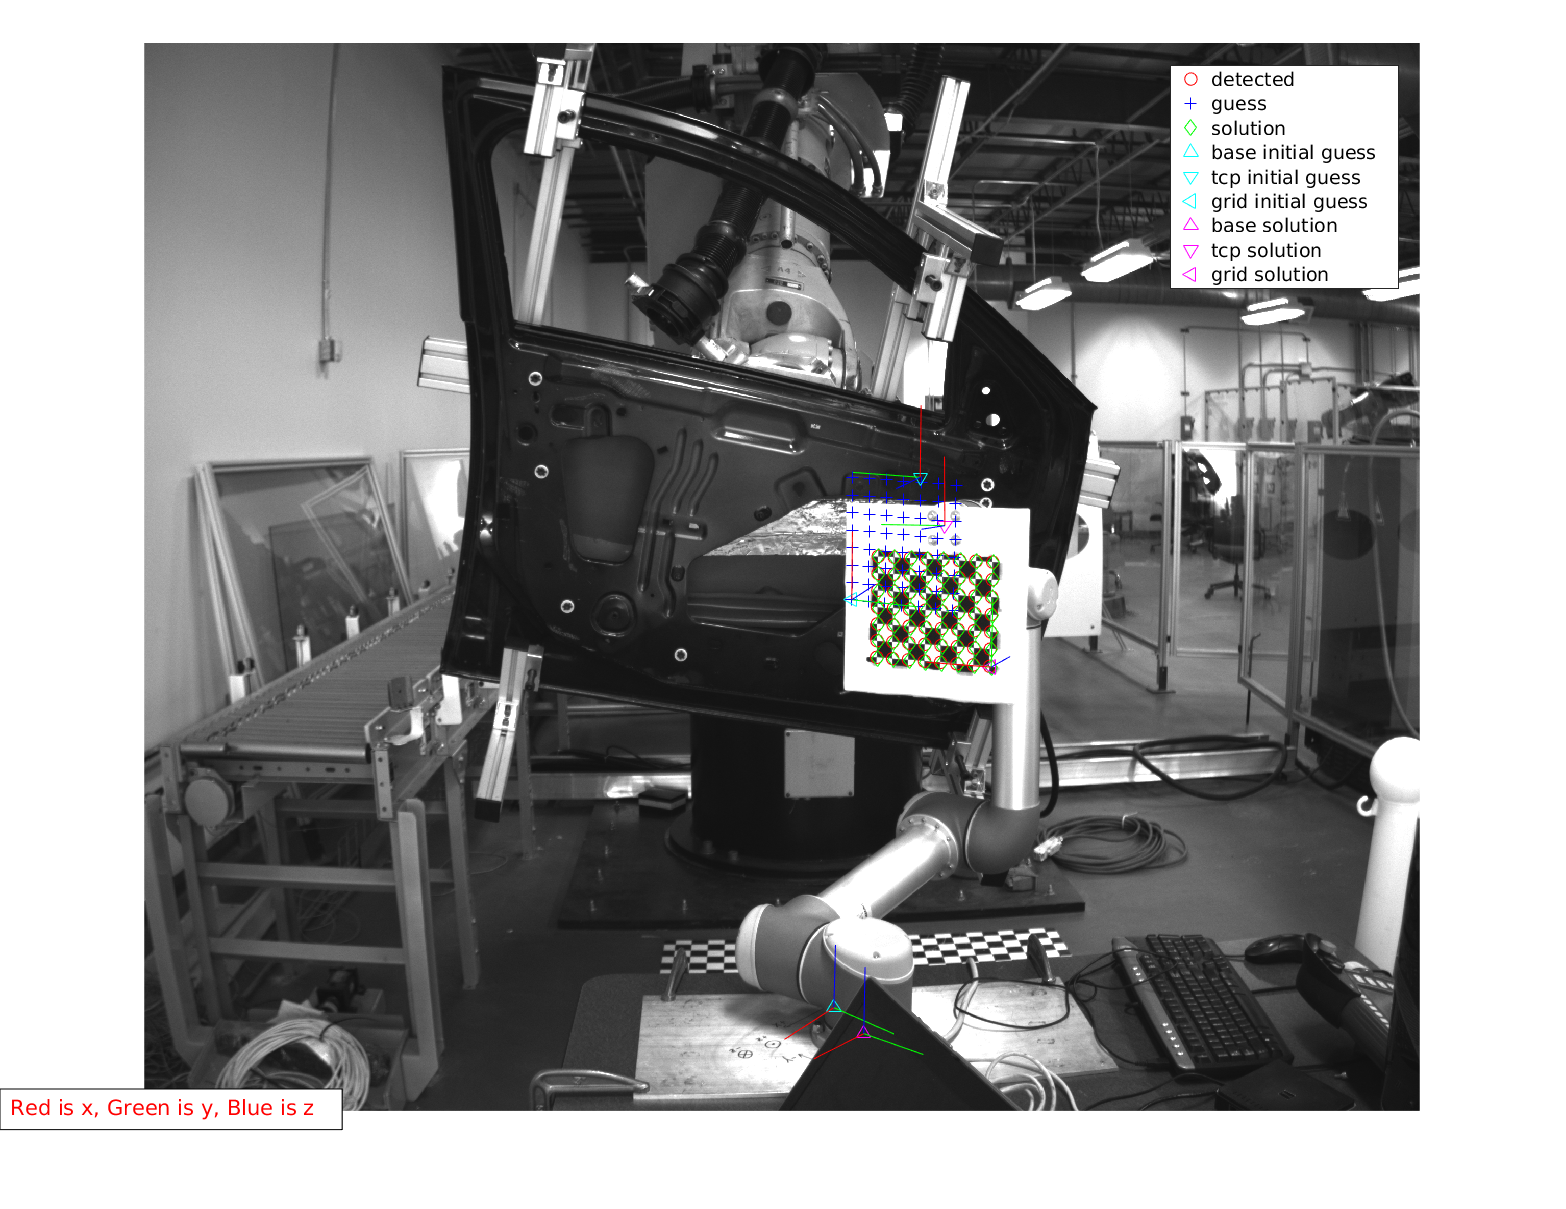 detected
guess
solution
base initial guess
tcp initial guess
grid initial guess
base solution
tcp solution
grid solution
Red is x, Green is y, Blue is z